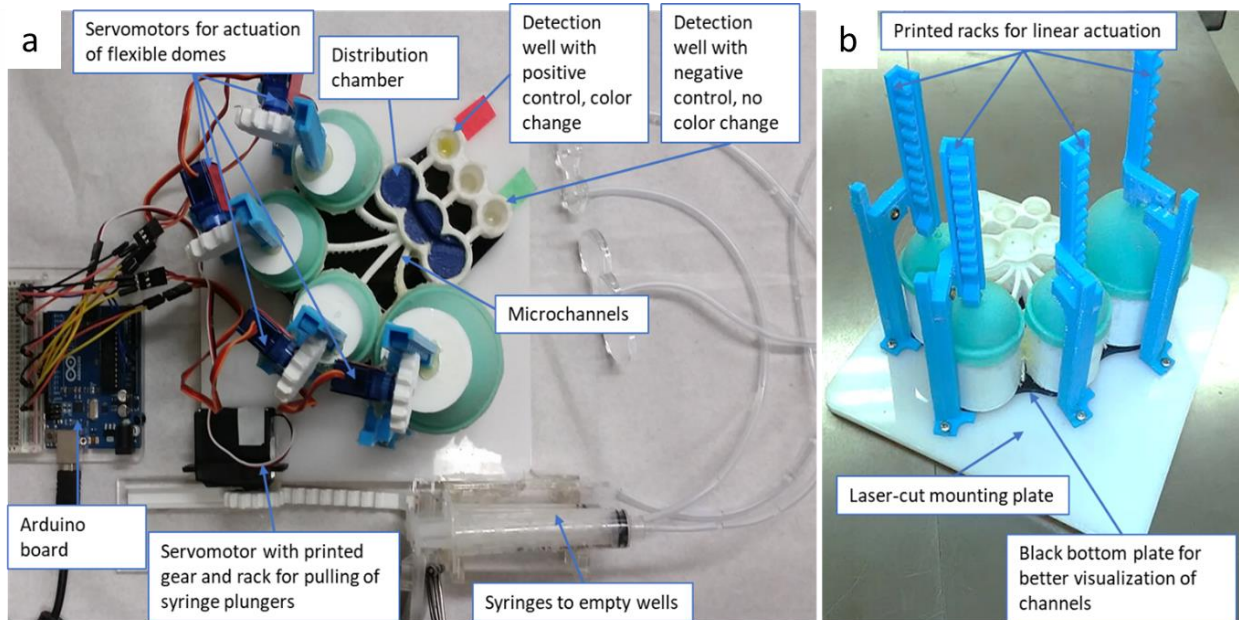 a
Servomotors for actuation
of flexible domes
Distribution
chamber
Detection
well with
positive
control, color
change
Detection
well with
negative
control, no
color change
Microchannels
Arduino
board
Servomotor with printed
gear and rack for pulling of
syringe plungers
Syringes to empty wells
b
Printed racks for linear actuation
Laser-cut mounting plate
Black bottom plate for
better visualization of
channels